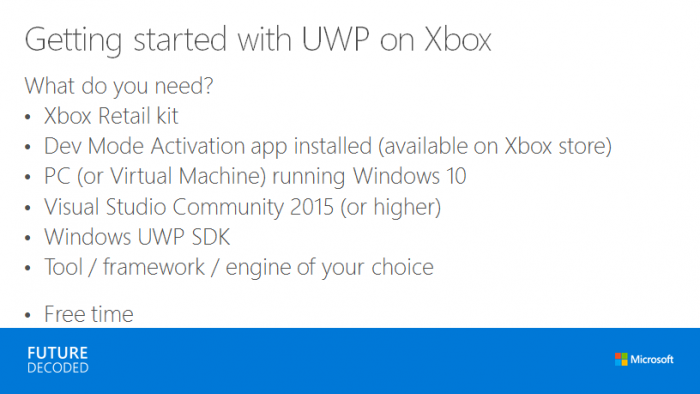 Getting started with UWP on Xbox
What do you need?
• Xbox Retail kit
• Dev Mode Activation app installed (available on Xbox store)
• PC (or Virtual Machine) running Windows 10
• Visual Studio Community 2015 (or higher)
• Windows UWP SDK
• Tool / framework / engine of your choice
• Free time
FUTURE
DECODED
Microsoft